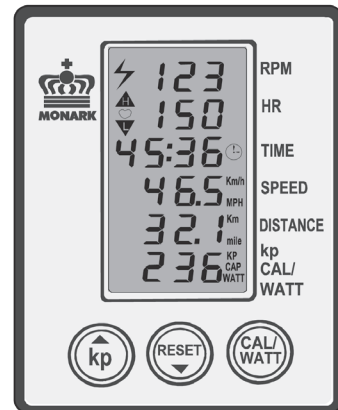 123 RPM
H
150 HR
L
MONARK
45:36 TIME
46.5 Km/h MPH SPEED
32.1 Km mile DISTANCE
236 KP CAP WATT kp CAL/ WATT
kp RESET CAL/ WATT